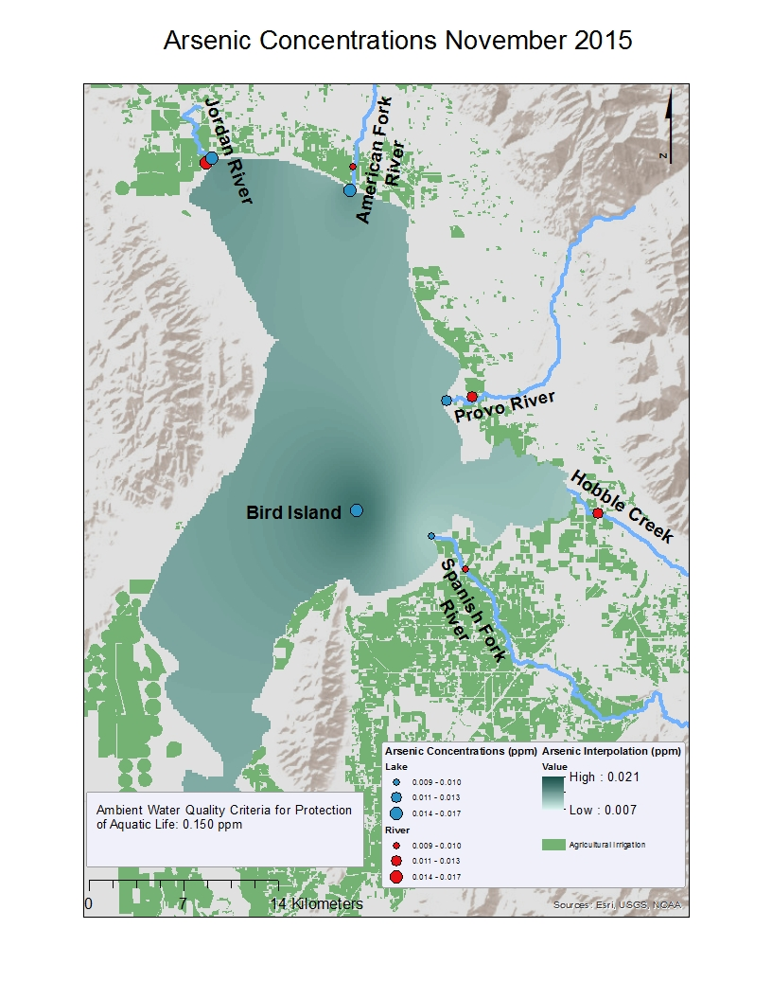 Arsenic Concentrations November 2015
Jordan River
American Fork
River
N
Provo River
Hobble Creek
Bird Island
Spanish Fork
River
Arsenic Concentrations (ppm)
Lake
0.009 - 0.010
0.011 - 0.013
0.014 - 0.017
River
0.009 - 0.010
0.011 - 0.013
0.014 - 0.017
Arsenic Interpolation (ppm)
Value
High : 0.021
Low : 0.007
Agricultural Irrigation
Ambient Water Quality Criteria for Protection
of Aquatic Life: 0.150 ppm
0 7 14 Kilometers
Sources: Esri, USGS, NOAA